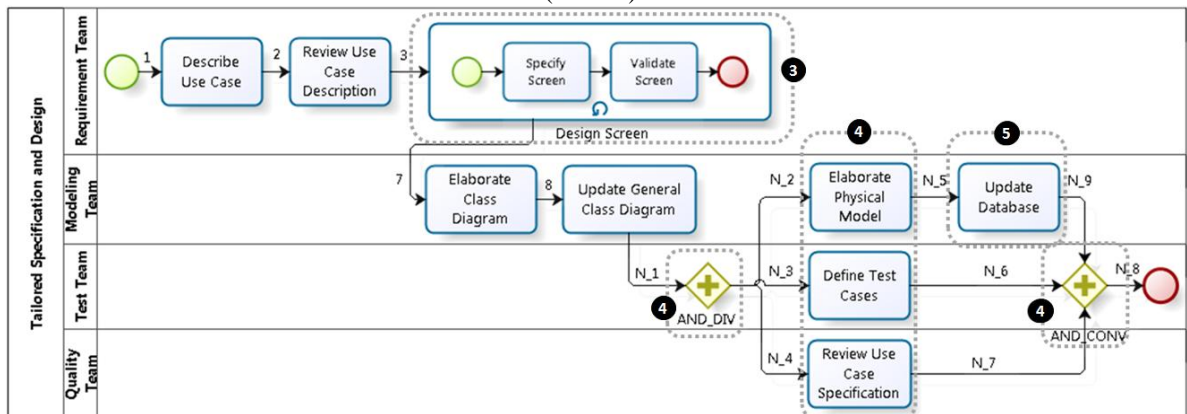 Tailored Specification and Design
Requirement Team
1
Describe
Use Case
2
Review Use
Case
Description
3
Specify
Screen
Validate
Screen
Design Screen
3
Modeling
Team
7
Elaborate
Class
Diagram
8
Update General
Class Diagram
N_2
4
Elaborate
Physical
Model
N_5
5
Update
Database
N_9
Test Team
N_1
4
AND_DIV
N_3
Define Test
Cases
N_6
4
AND_CONV
N_8
Quality
Team
N_4
Review Use
Case
Specification
N_7